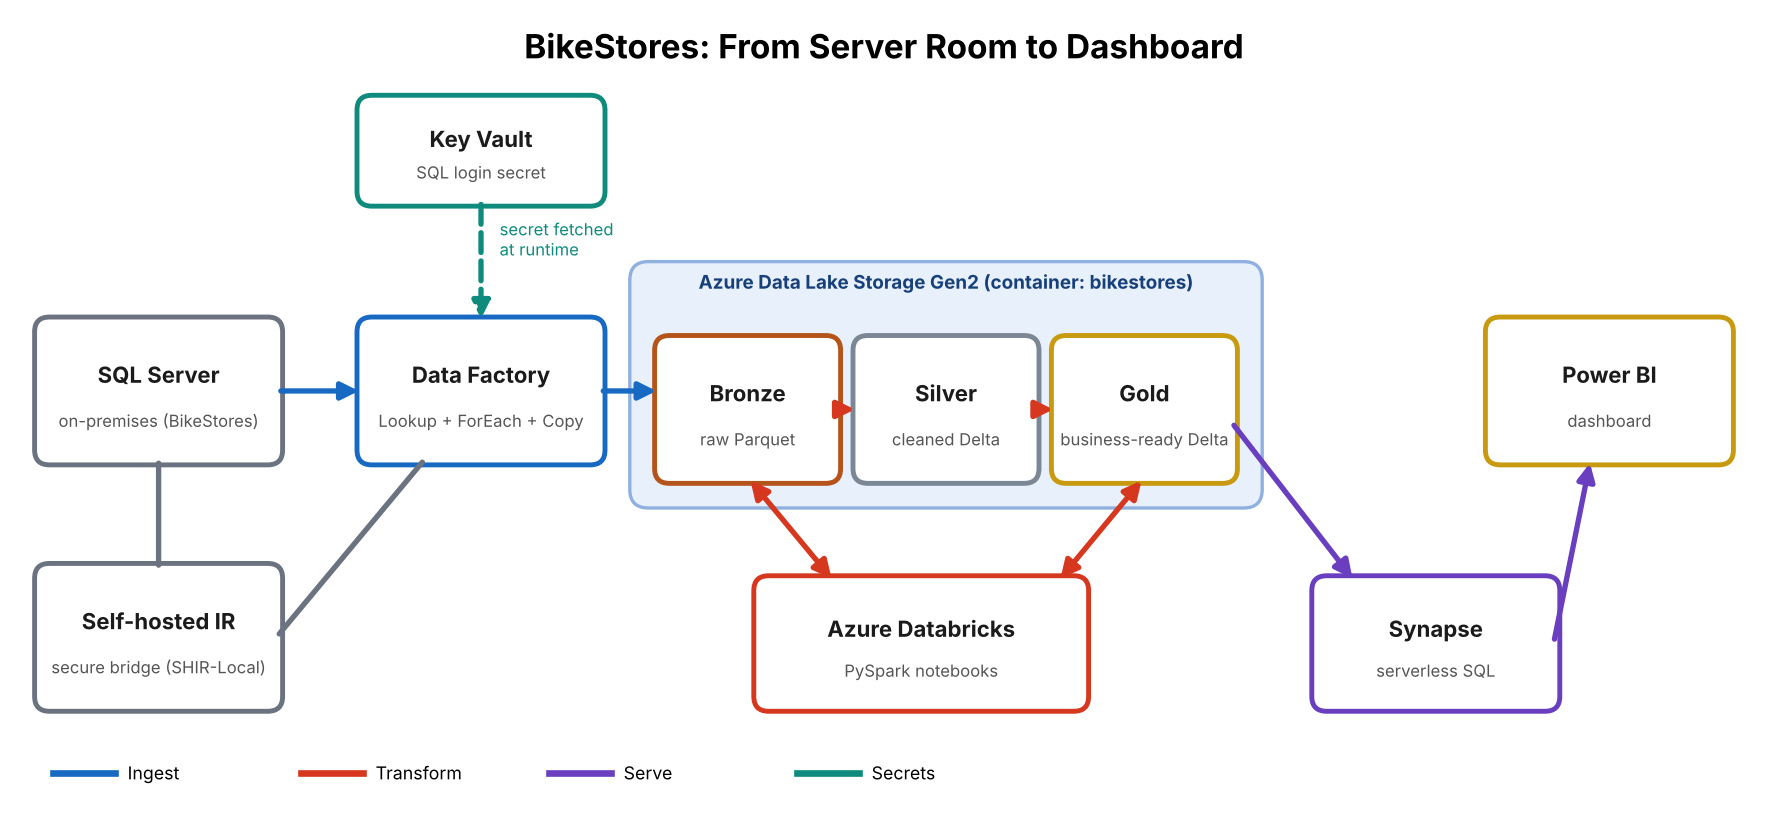 BikeStores: From Server Room to Dashboard
Key Vault
SQL login secret
secret fetched
at runtime
Azure Data Lake Storage Gen2 (container: bikestores)
SQL Server
on-premises (BikeStores)
Data Factory
Lookup + ForEach + Copy
Bronze
raw Parquet
Silver
cleaned Delta
Gold
business-ready Delta
Power BI
dashboard
Self-hosted IR
secure bridge (SHIR-Local)
Azure Databricks
PySpark notebooks
Synapse
serverless SQL
Ingest
Transform
Serve
Secrets